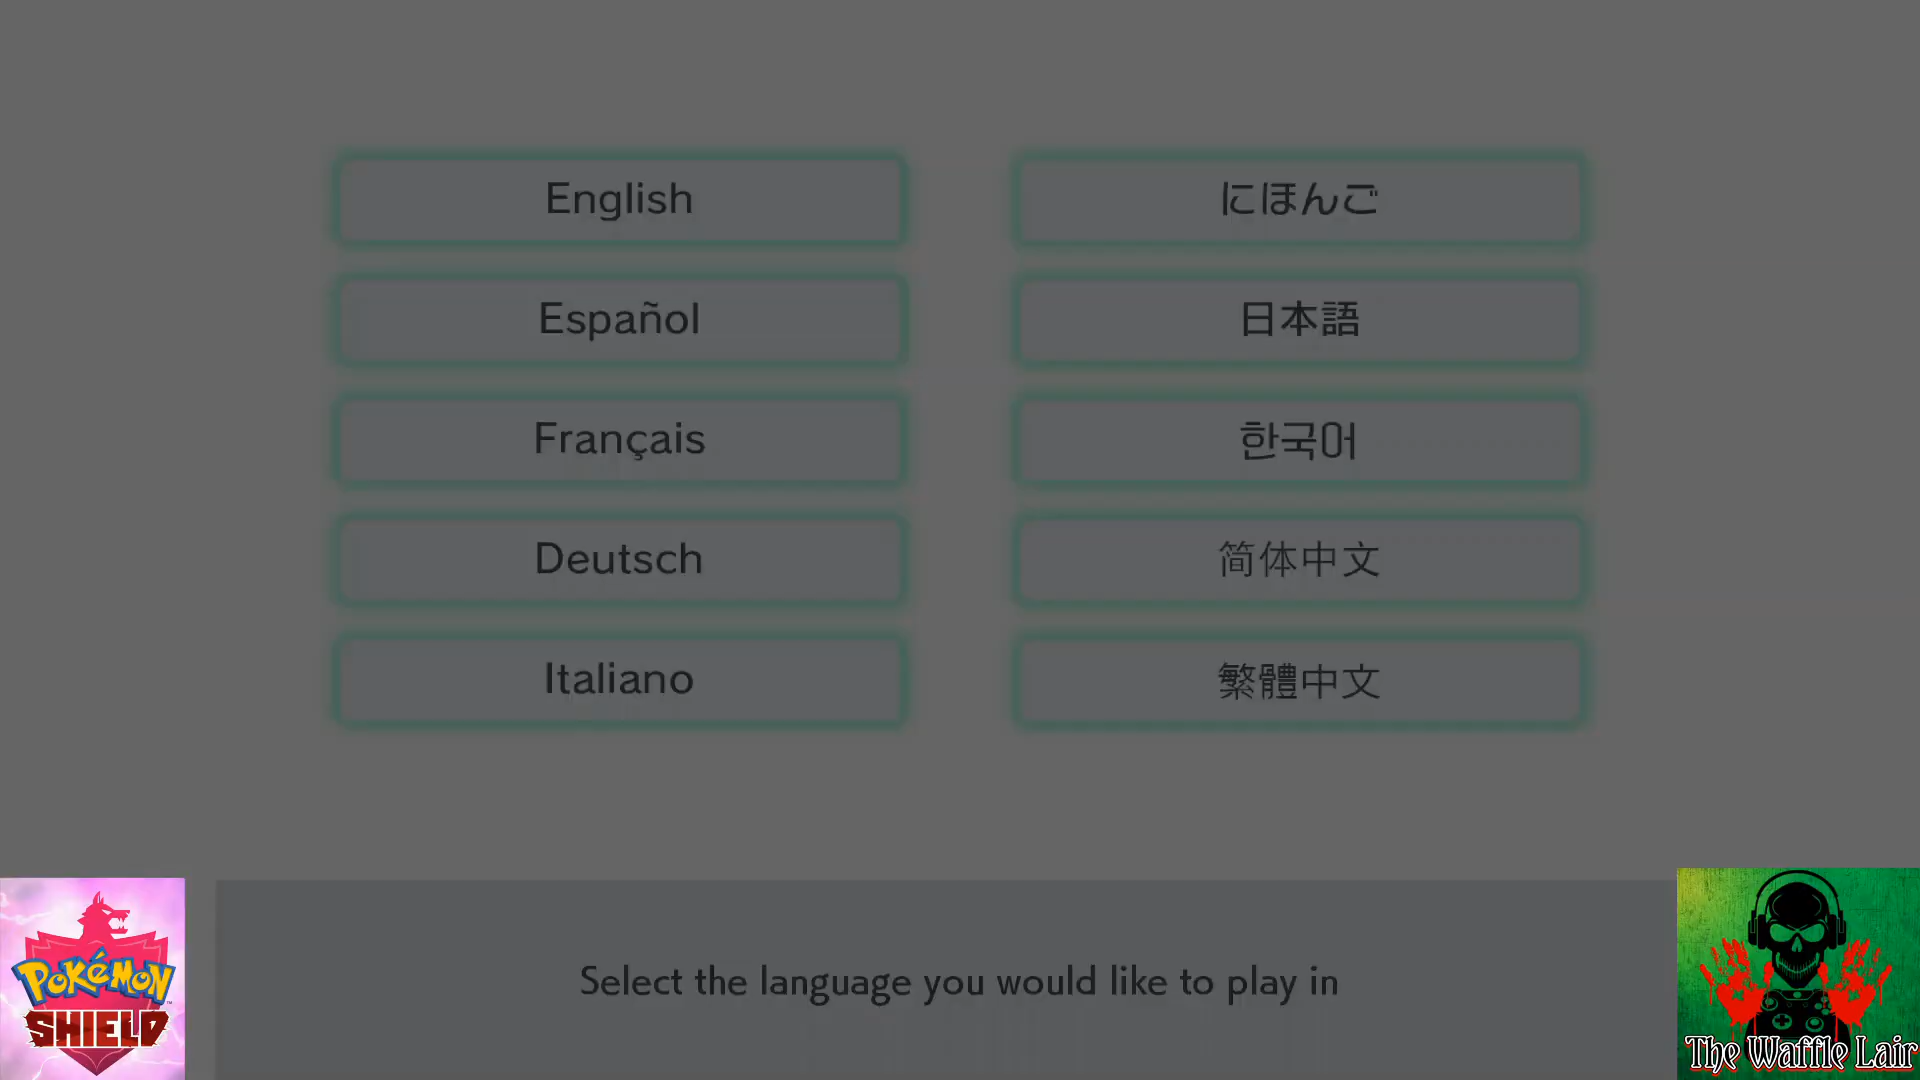 English
Español
Français
Deutsch
Italiano
にほんご
日本語
한국어
简体中文
繁體中文
Select the language you would like to play in
POKÉMON
SHIELD
The Waffle Lair